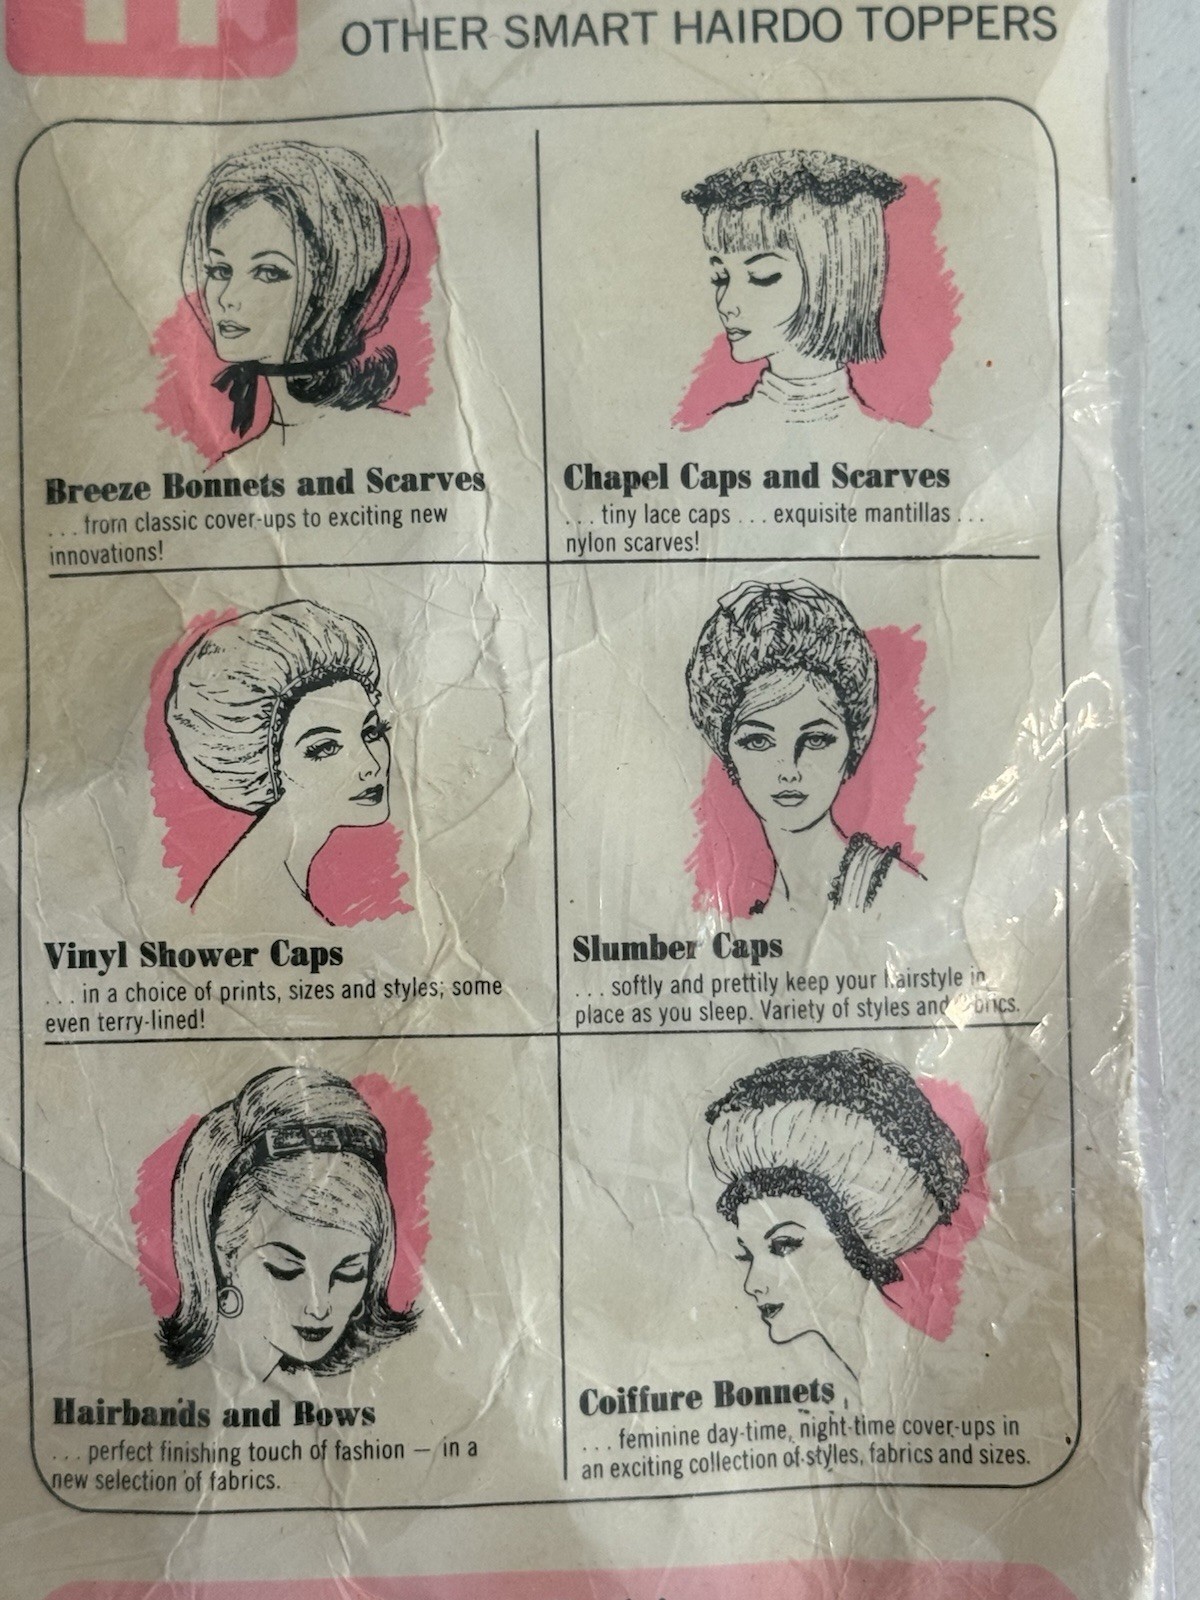 OTHER SMART HAIRDO TOPPERS
Breeze Bonnets and Scarves
... from classic cover-ups to exciting new
innovations!
Chapel Caps and Scarves
... tiny lace caps ... exquisite mantillas ...
nylon scarves!
Vinyl Shower Caps
... in a choice of prints, sizes and styles; some
even terry-lined!
Slumber Caps
... softly and prettily keep your hairstyle in
place as you sleep. Variety of styles and fabrics.
Hairbands and Bows
... perfect finishing touch of fashion — in a
new selection of fabrics.
Coiffure Bonnets
... feminine day-time, night-time cover-ups in
an exciting collection of styles, fabrics and sizes.